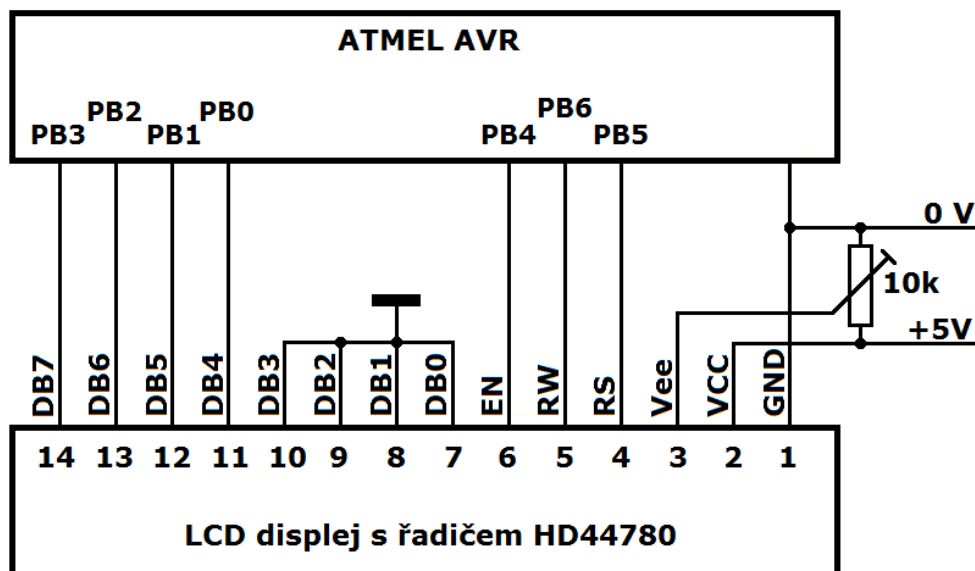 ATMEL AVR
PB3 PB2 PB1 PB0 PB4 PB6 PB5
0 V
10k
+5V
DB7 DB6 DB5 DB4 DB3 DB2 DB1 DB0 EN RW RS Vee VCC GND
14 13 12 11 10 9 8 7 6 5 4 3 2 1
LCD displej s řadičem HD44780